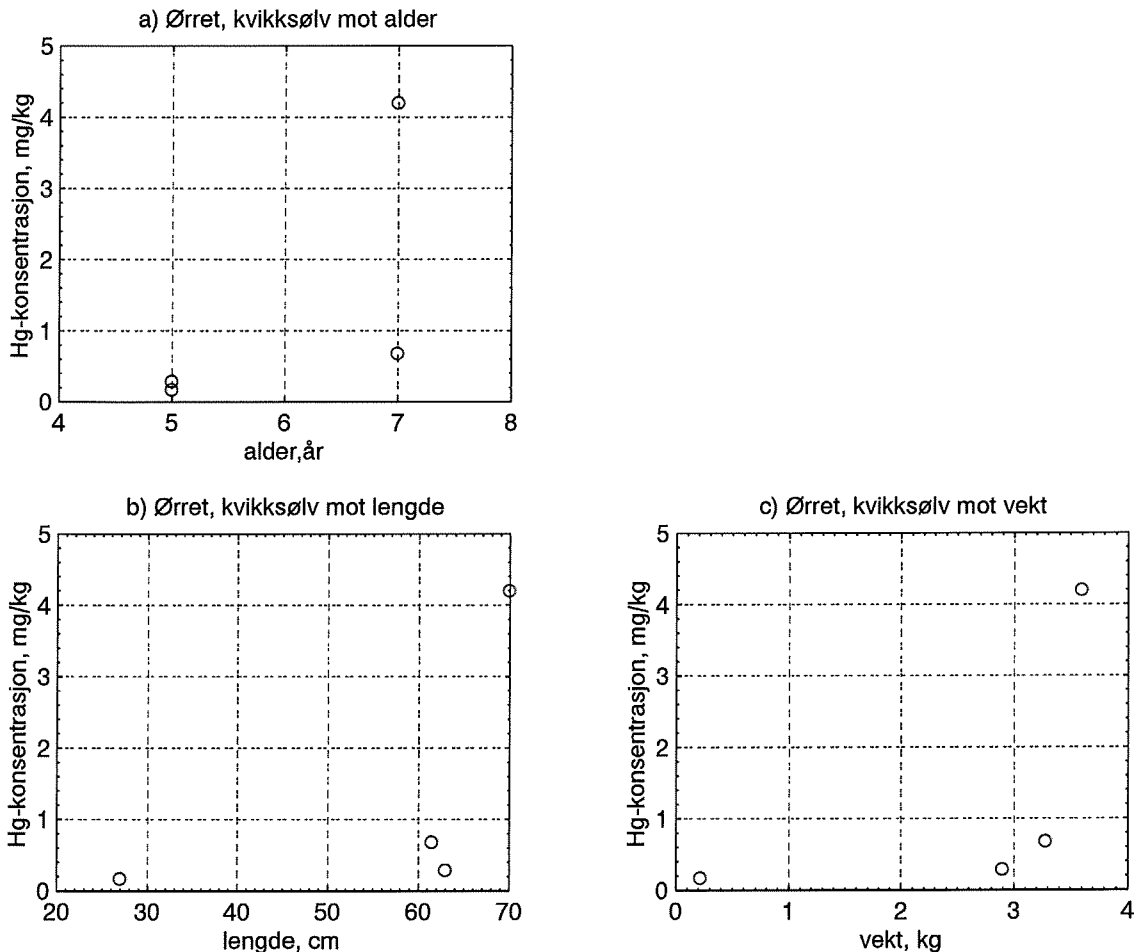 a) Ørret, kvikksølv mot alder
Hg-konsentrasjon, mg/kg
5
4
3
2
1
0
4 5 6 7 8
alder,år
b) Ørret, kvikksølv mot lengde
Hg-konsentrasjon, mg/kg
5
4
3
2
1
0
20 30 40 50 60 70
lengde, cm
c) Ørret, kvikksølv mot vekt
Hg-konsentrasjon, mg/kg
5
4
3
2
1
0
0 1 2 3 4
vekt, kg